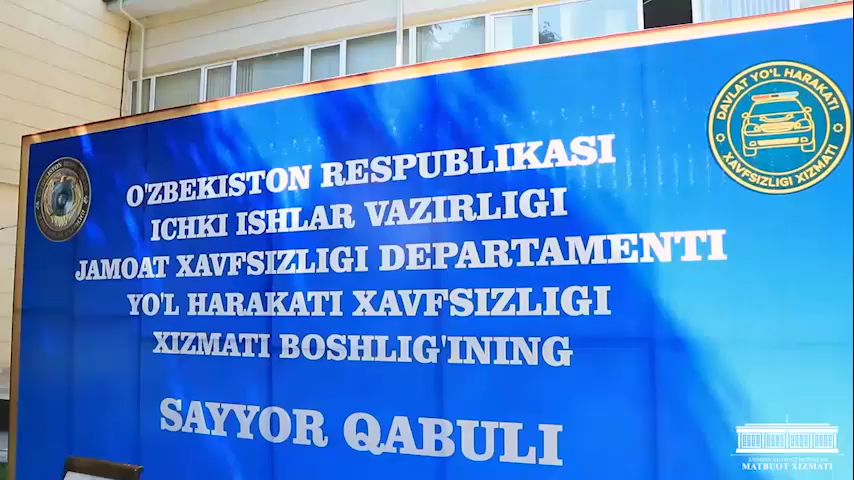 O'ZBEKISTON RESPUBLIKASI
ICHKI ISHLAR VAZIRLIGI
JAMOAT XAVFSIZLIGI DEPARTAMENTI
YO'L HARAKATI XAVFSIZLIGI
XIZMATI BOSHLIG'INING
SAYYOR QABULI
DAVLAT YO'L HARAKATI
XAVFSIZLIGI XIZMATI
MATBUOT XIZMATI